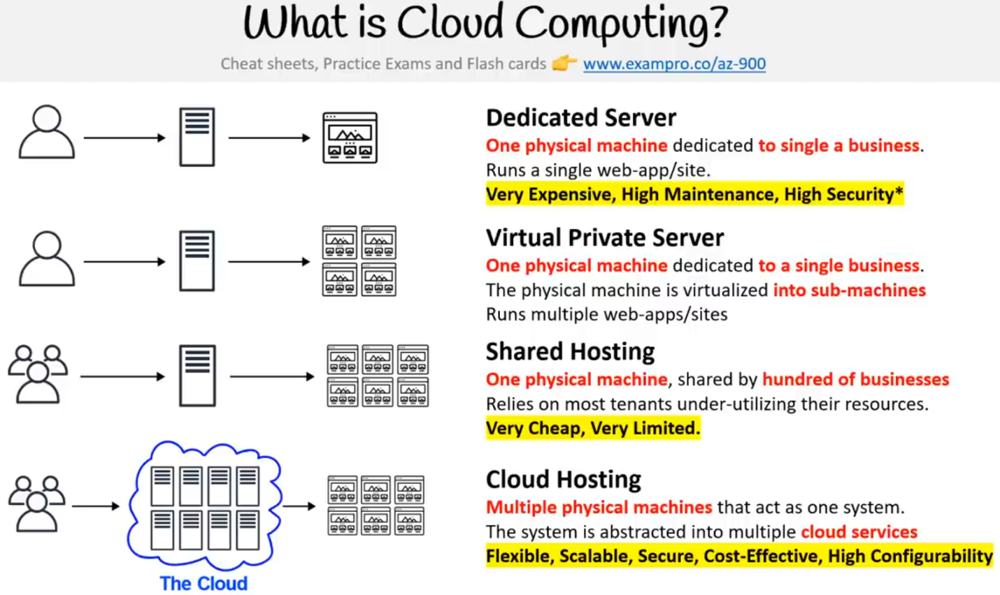 What is Cloud Computing?
Cheat sheets, Practice Exams and Flash cards 👉 www.exampro.co/az-900
Dedicated Server
One physical machine dedicated to single a business.
Runs a single web-app/site.
Very Expensive, High Maintenance, High Security*
Virtual Private Server
One physical machine dedicated to a single business.
The physical machine is virtualized into sub-machines
Runs multiple web-apps/sites
Shared Hosting
One physical machine, shared by hundred of businesses
Relies on most tenants under-utilizing their resources.
Very Cheap, Very Limited.
Cloud Hosting
Multiple physical machines that act as one system.
The system is abstracted into multiple cloud services
Flexible, Scalable, Secure, Cost-Effective, High Configurability
The Cloud